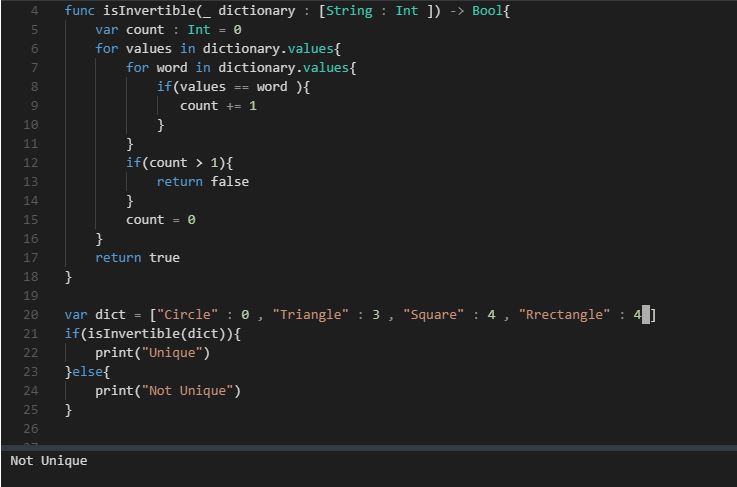 4 func isInvertible(_ dictionary : [String : Int ]) -> Bool{
5 var count : Int = 0
6 for values in dictionary.values{
7 for word in dictionary.values{
8 if(values == word ){
9 count += 1
10 }
11 }
12 if(count > 1){
13 return false
14 }
15 count = 0
16 }
17 return true
18 }
19
20 var dict = ["Circle" : 0 , "Triangle" : 3 , "Square" : 4 , "Rrectangle" : 4 ]
21 if(isInvertible(dict)){
22 print("Unique")
23 }else{
24 print("Not Unique")
25 }
26
Not Unique